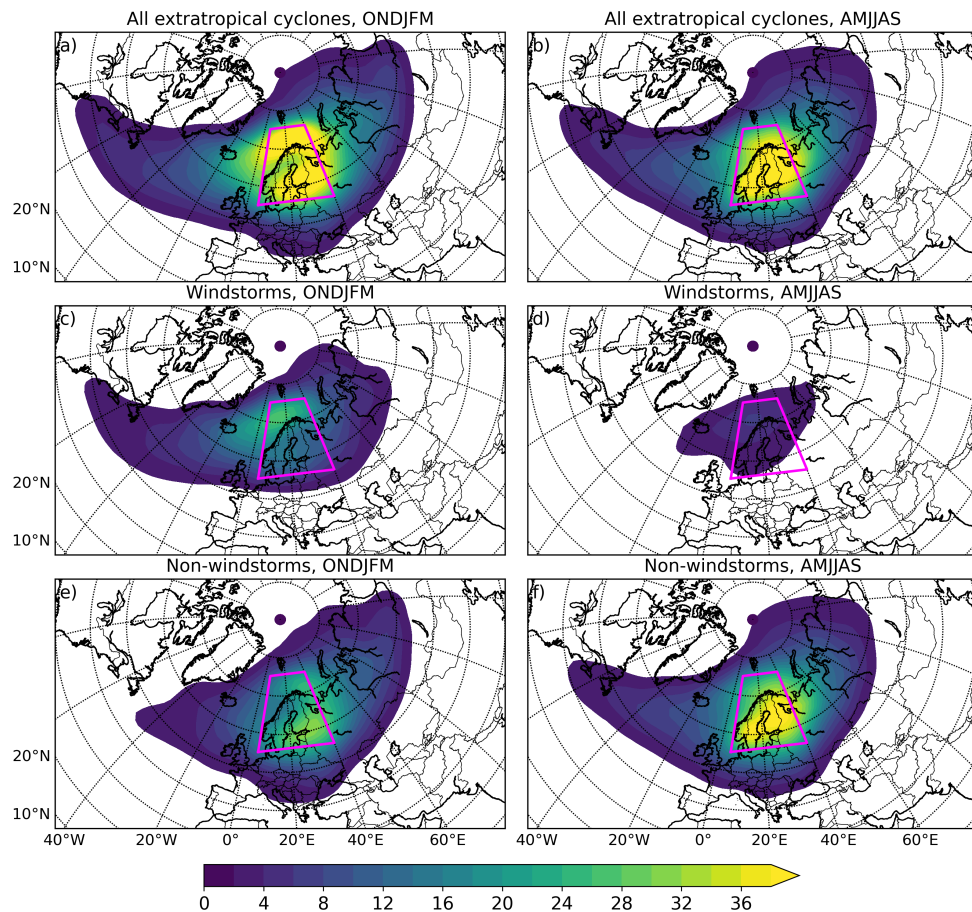 All extratropical cyclones, ONDJFM All extratropical cyclones, AMJJAS
a) b)
20°N
10°N
Windstorms, ONDJFM Windstorms, AMJJAS
c) d)
20°N
10°N
Non-windstorms, ONDJFM Non-windstorms, AMJJAS
e) f)
20°N
10°N
40°W 20°W 0° 20°E 40°E 60°E 40°W 20°W 0° 20°E 40°E 60°E
0 4 8 12 16 20 24 28 32 36